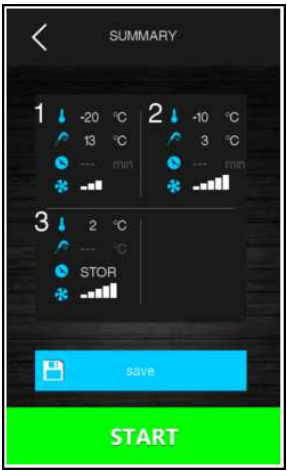 SUMMARY
1 -20 °C 2 -10 °C
13 °C 3 °C
--- min --- min
3 2 °C
--- °C
STOR
save
START